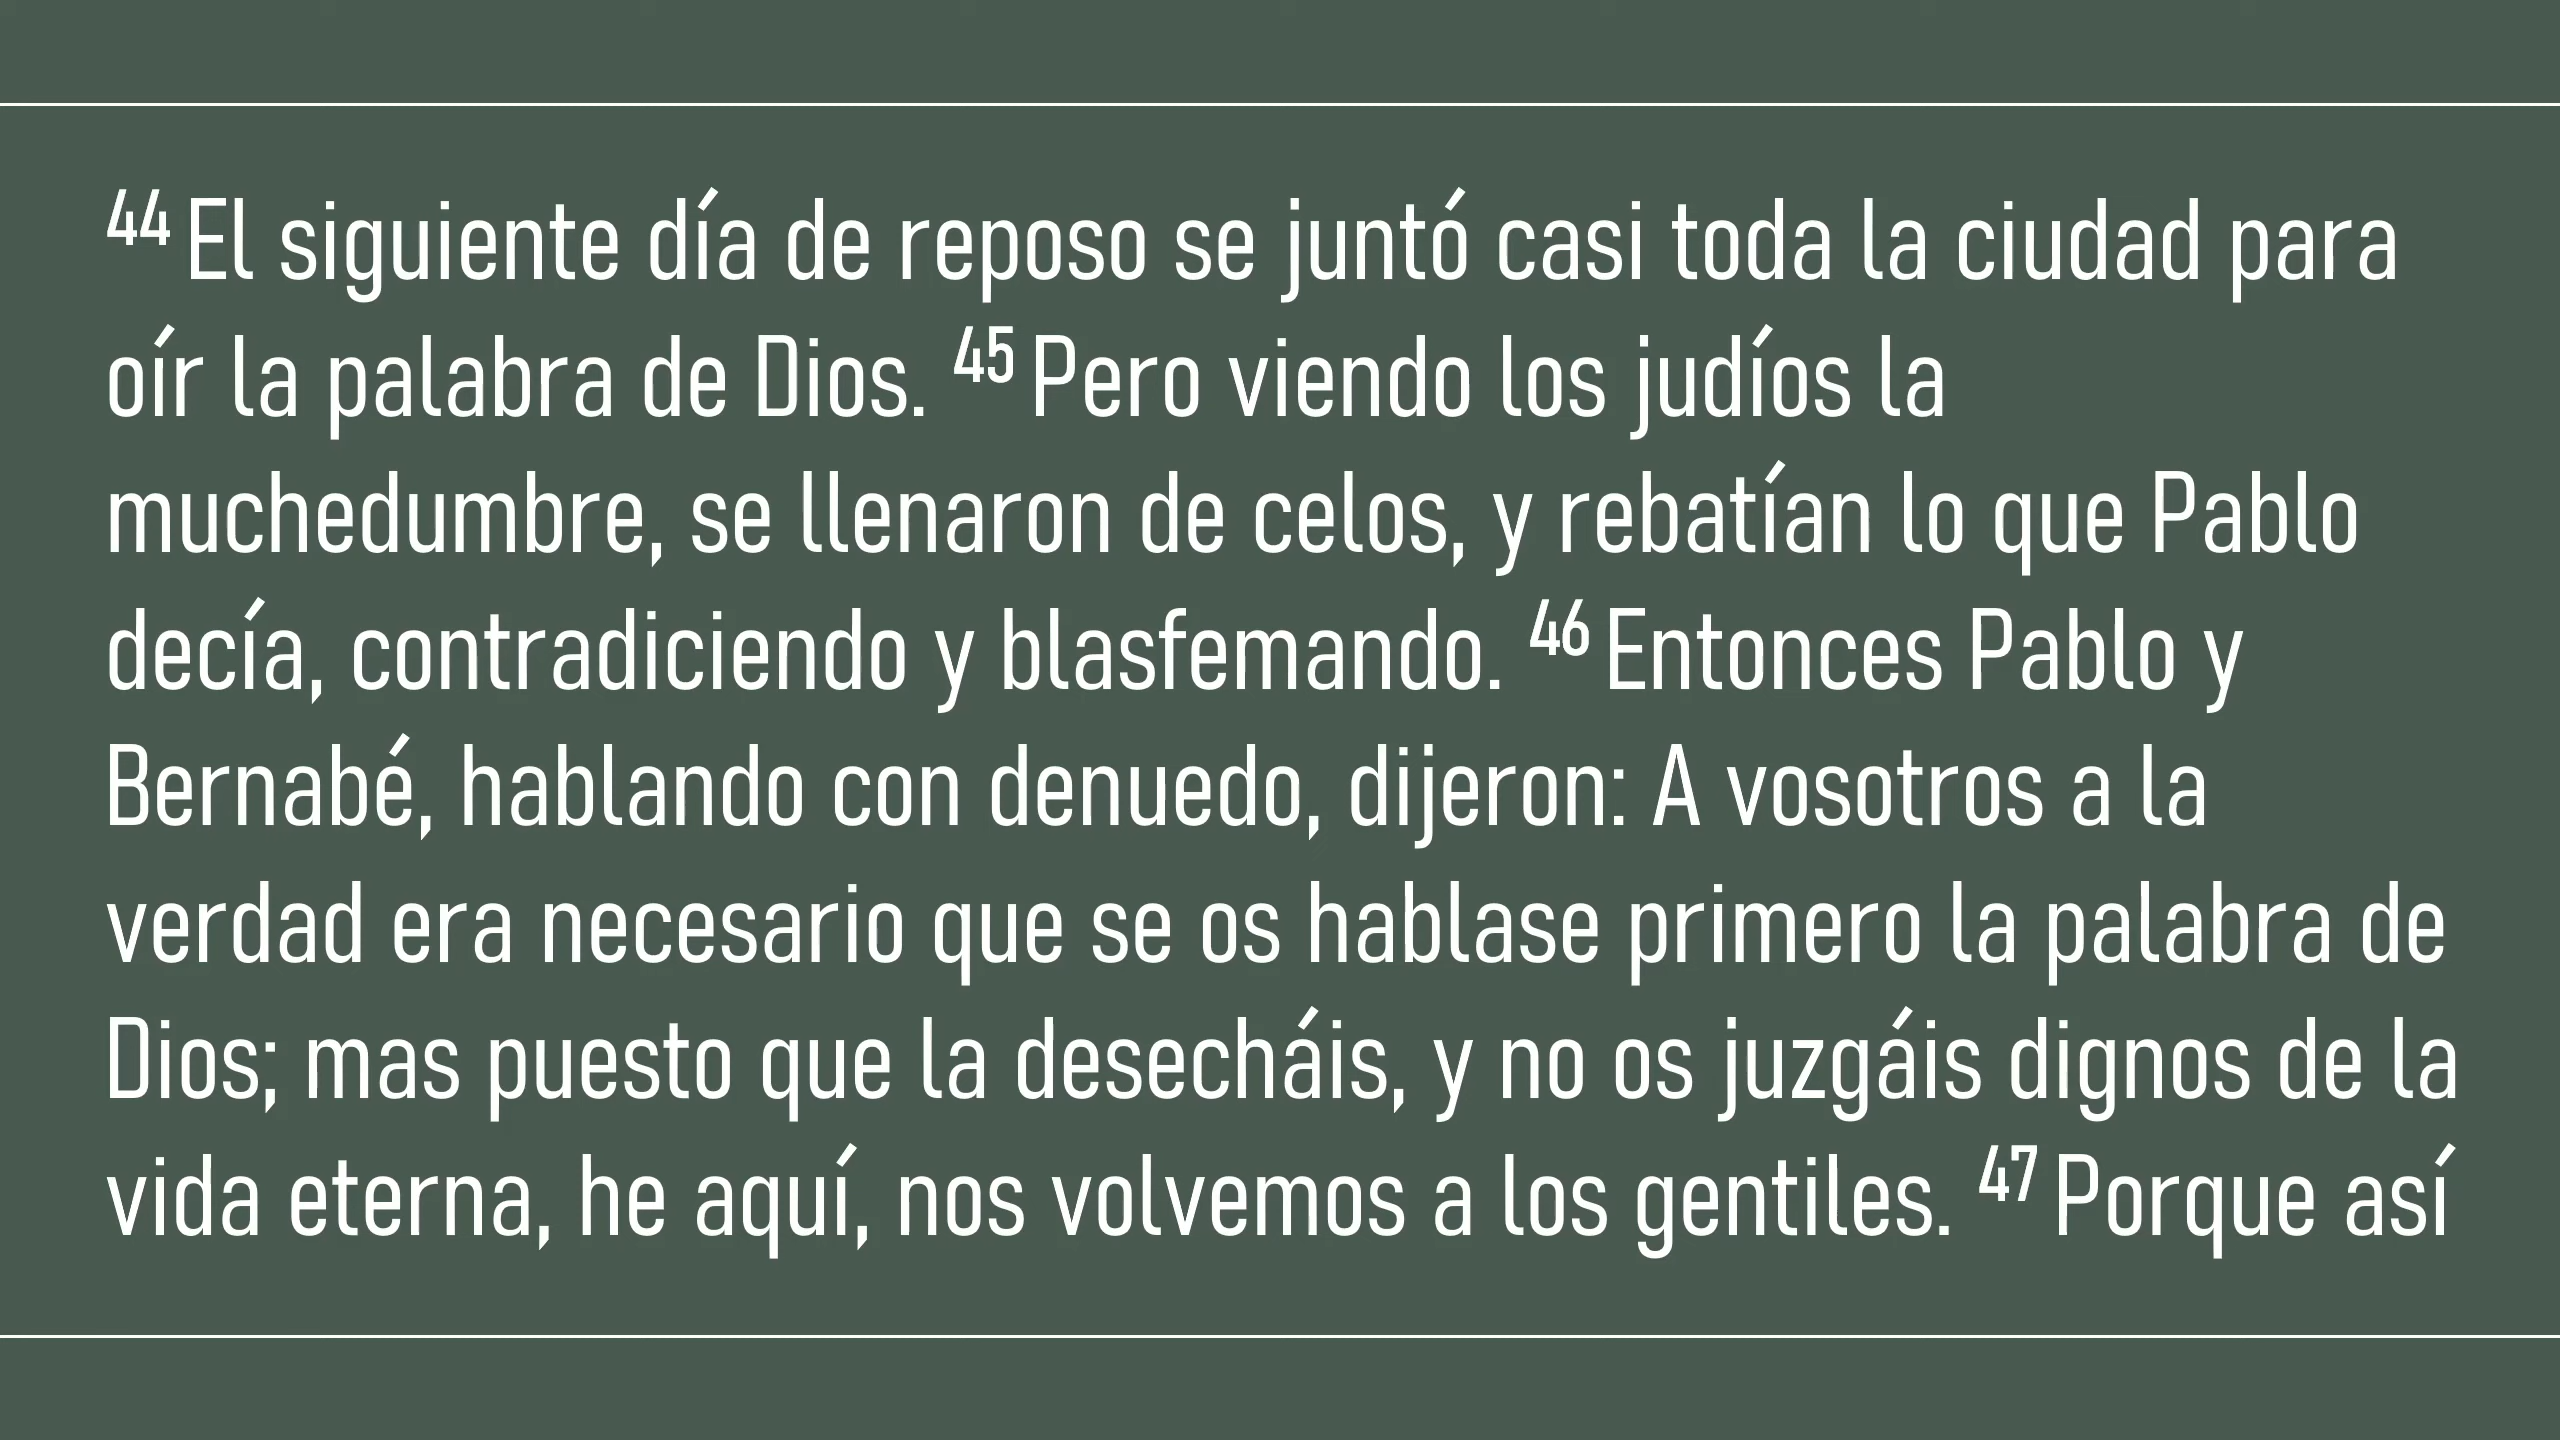 44 El siguiente día de reposo se juntó casi toda la ciudad para
oír la palabra de Dios. 45 Pero viendo los judíos la
muchedumbre, se llenaron de celos, y rebatían lo que Pablo
decía, contradiciendo y blasfemando. 46 Entonces Pablo y
Bernabé, hablando con denuedo, dijeron: A vosotros a la
verdad era necesario que se os hablase primero la palabra de
Dios; mas puesto que la desecháis, y no os juzgáis dignos de la
vida eterna, he aquí, nos volvemos a los gentiles. 47 Porque así